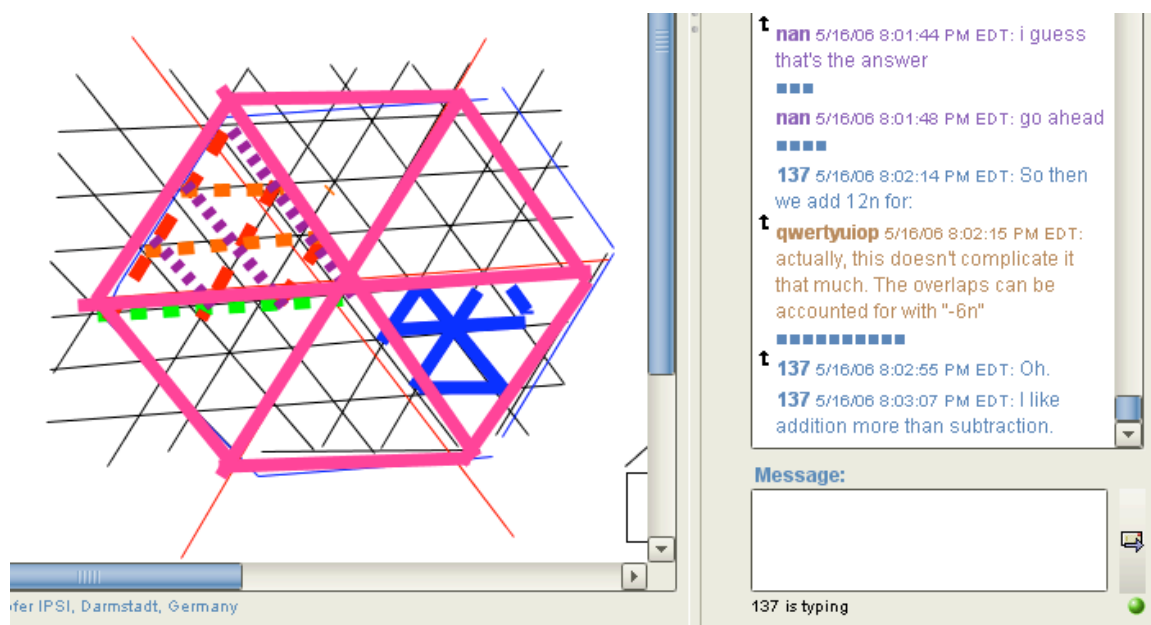 nan 5/16/06 8:01:44 PM EDT: i guess
that's the answer
nan 5/16/06 8:01:48 PM EDT: go ahead
137 5/16/06 8:02:14 PM EDT: So then
we add 12n for:
qwertyuiop 5/16/06 8:02:15 PM EDT:
actually, this doesn't complicate it
that much. The overlaps can be
accounted for with "-6n"
137 5/16/06 8:02:55 PM EDT: Oh.
137 5/16/06 8:03:07 PM EDT: I like
addition more than subtraction.
Message:
137 is typing
ofer IPSI, Darmstadt, Germany